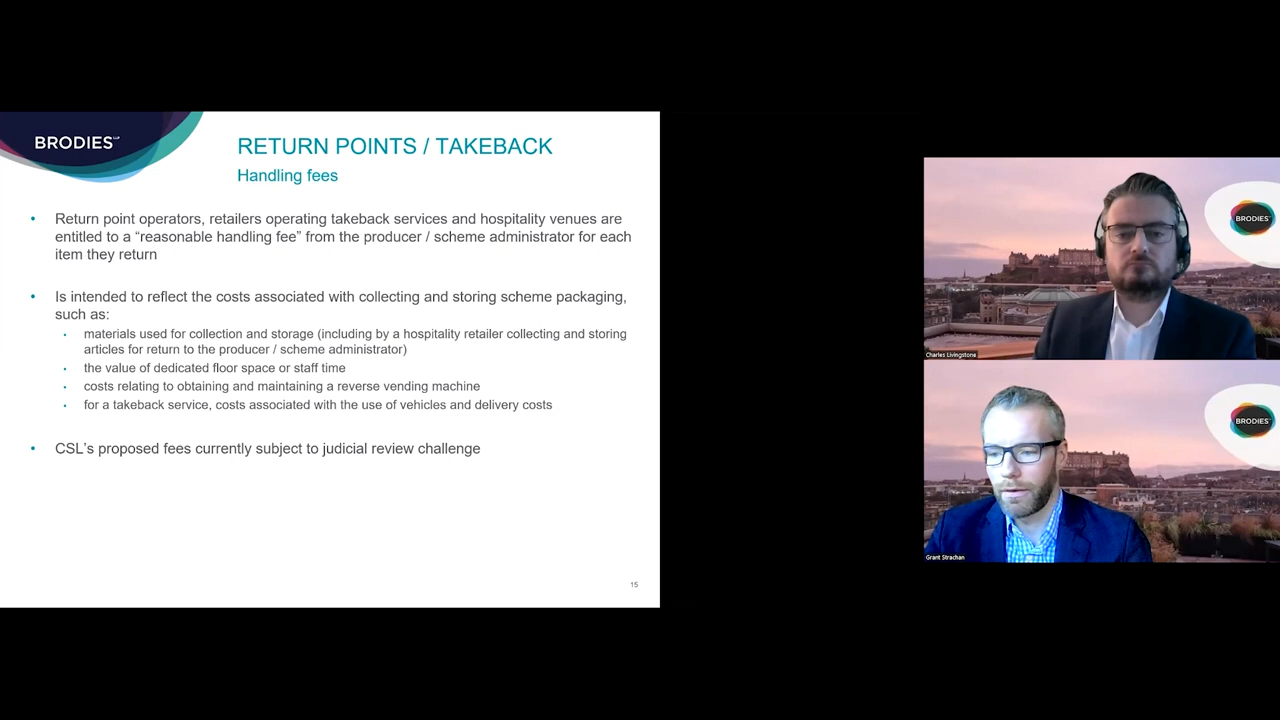 BRODIES LLP
RETURN POINTS / TAKEBACK
Handling fees
• Return point operators, retailers operating takeback services and hospitality venues are
entitled to a “reasonable handling fee” from the producer / scheme administrator for each
item they return
• Is intended to reflect the costs associated with collecting and storing scheme packaging,
such as:
• materials used for collection and storage (including by a hospitality retailer collecting and storing
articles for return to the producer / scheme administrator)
• the value of dedicated floor space or staff time
• costs relating to obtaining and maintaining a reverse vending machine
• for a takeback service, costs associated with the use of vehicles and delivery costs
• CSL’s proposed fees currently subject to judicial review challenge
15
BRODIES
Charles Livingstone
BRODIES
Grant Strachan